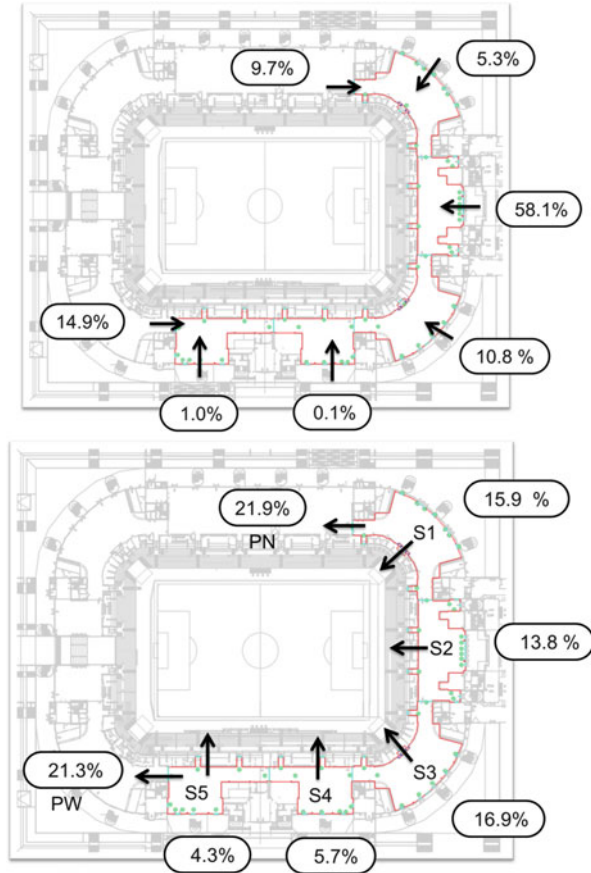 9.7%
5.3%
58.1%
14.9%
10.8 %
1.0%
0.1%
21.9%
PN
15.9 %
S1
S2
13.8 %
S3
21.3%
PW
S5
S4
16.9%
4.3%
5.7%